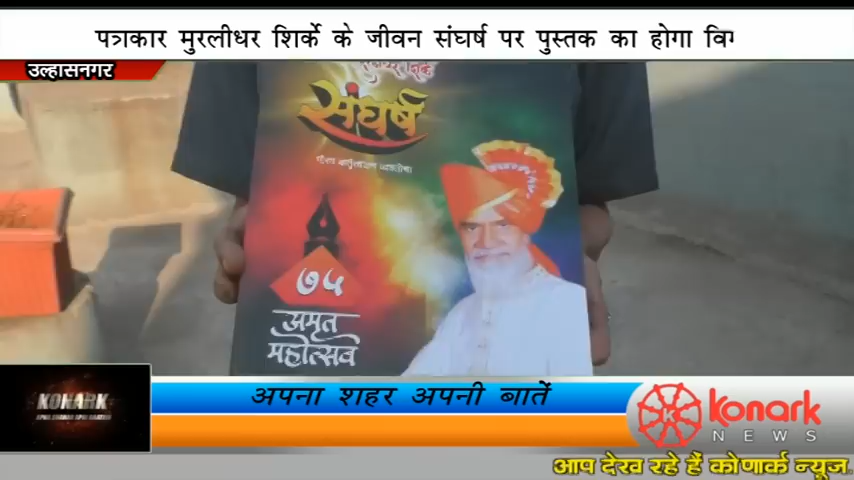 पत्रकार मुरलीधर शिर्के के जीवन संघर्ष पर पुस्तक का होगा विम
उल्हासनगर
संघर्ष
७५
अमृत
महोत्सव
KONARK
अपना शहर अपनी बातें
konark
NEWS
आप देख रहे हैं कोणार्क न्यूज